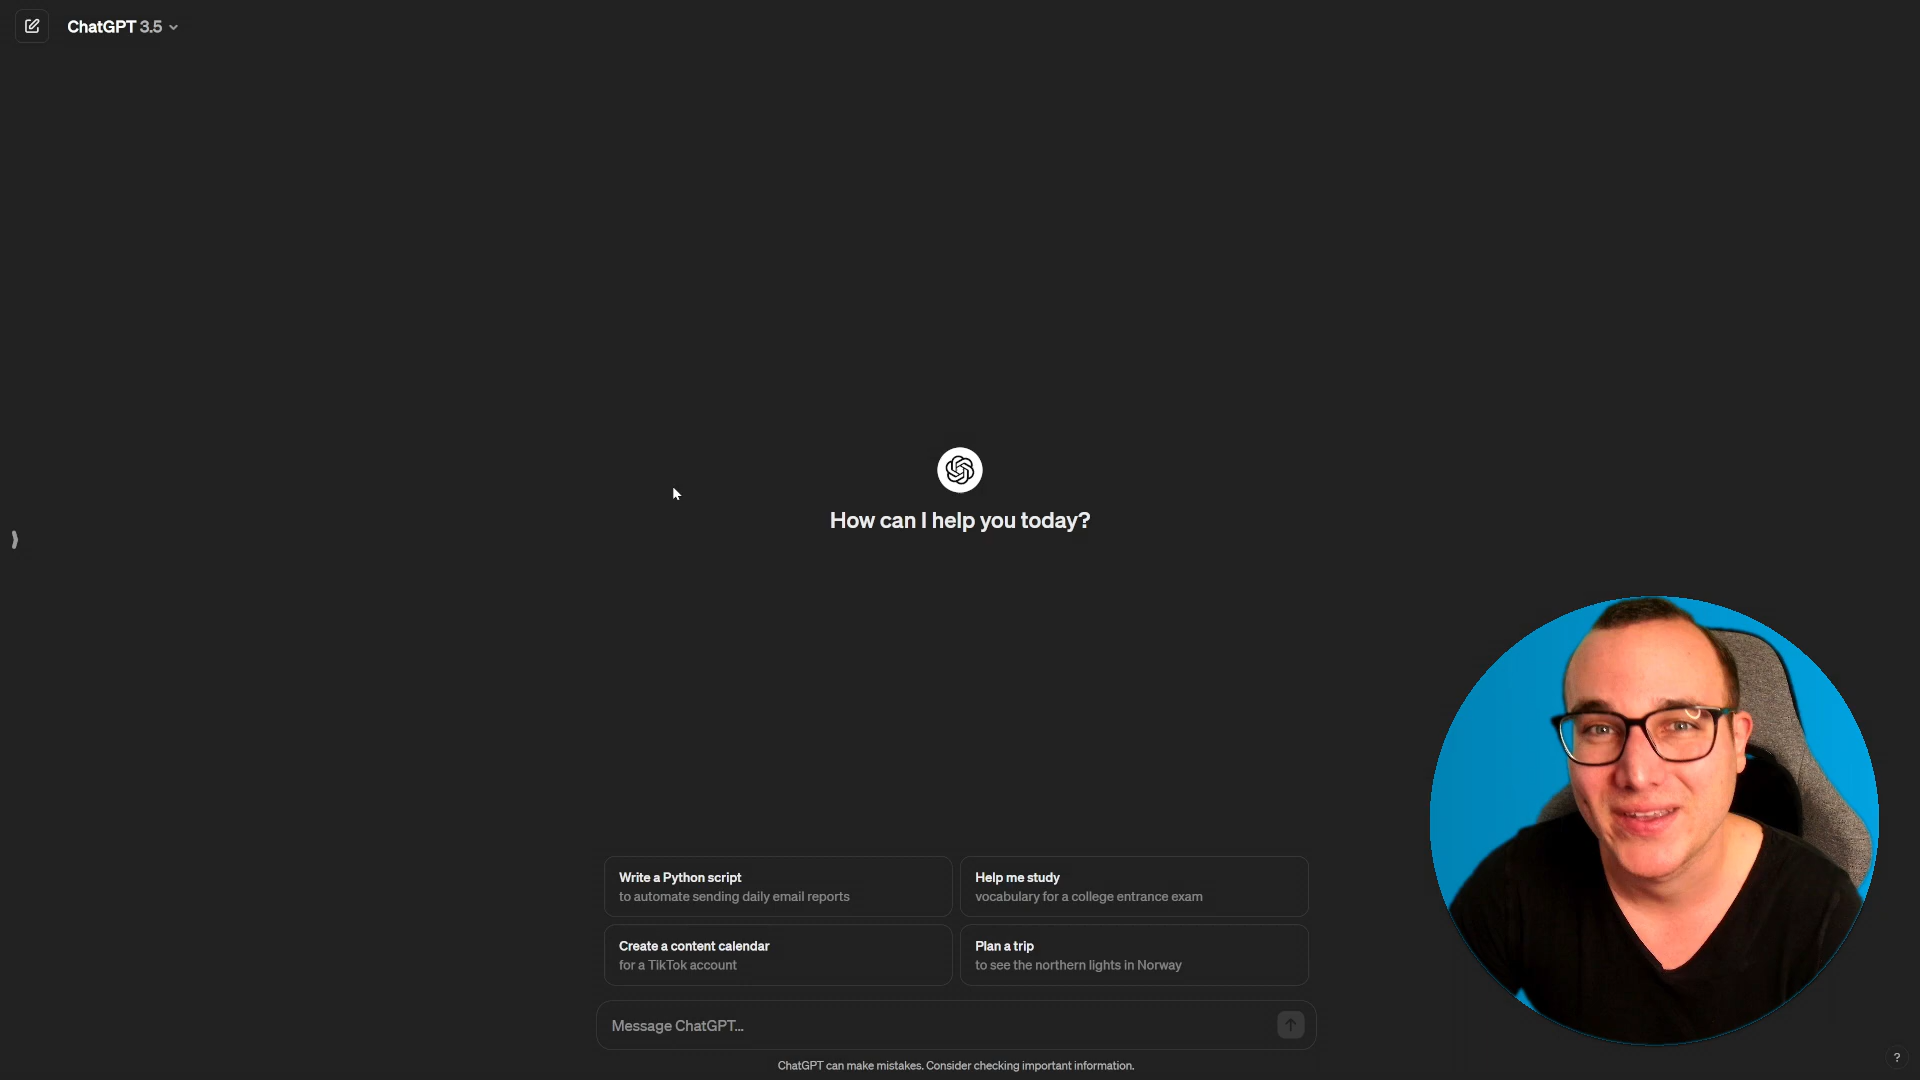 ChatGPT 3.5
How can I help you today?
Write a Python script
to automate sending daily email reports
Help me study
vocabulary for a college entrance exam
Create a content calendar
for a TikTok account
Plan a trip
to see the northern lights in Norway
Message ChatGPT...
ChatGPT can make mistakes. Consider checking important information.
?